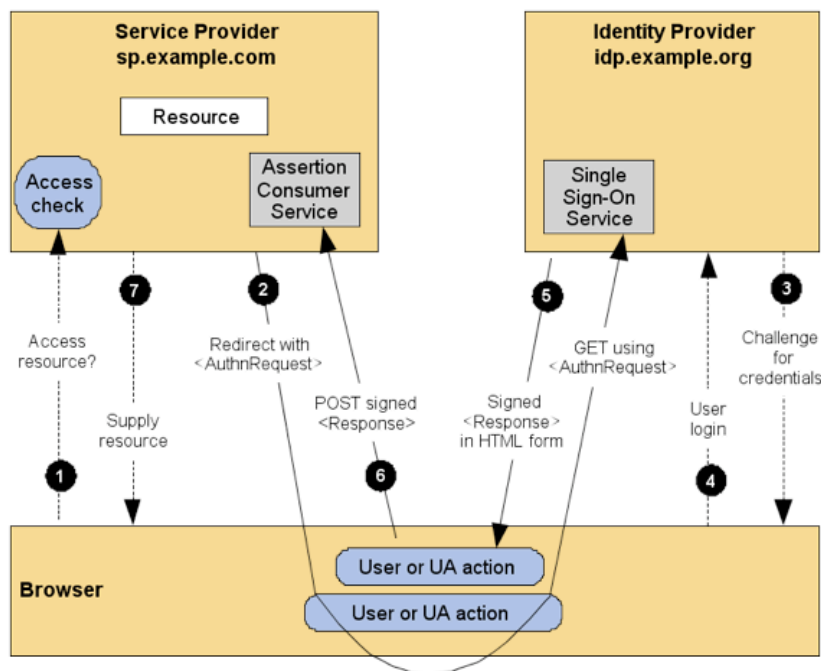 Service Provider
sp.example.com
Identity Provider
idp.example.org
Resource
Access
check
Assertion
Consumer
Service
Single
Sign-On
Service
7
2
5
3
Access
resource?
Redirect with
<AuthnRequest>
GET using
<AuthnRequest>
Challenge
for
credentials
Supply
resource
POST signed
<Response>
Signed
<Response>
in HTML form
User
login
1
6
4
User or UA action
Browser
User or UA action